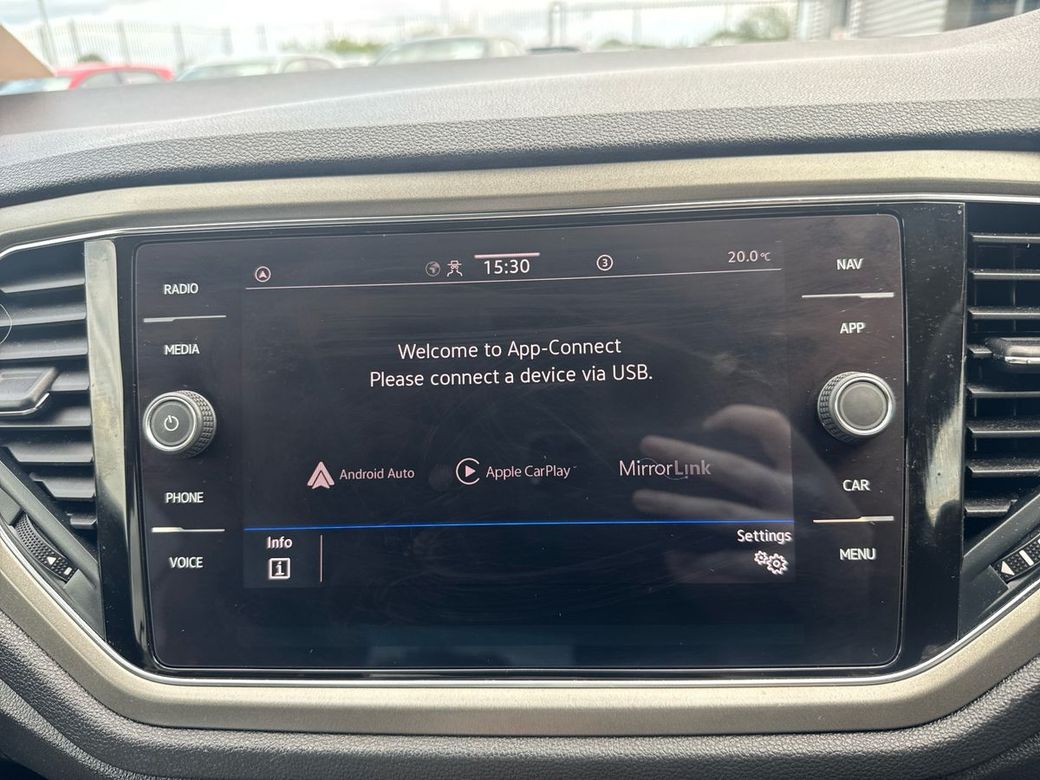 15:30
3
20.0°C
RADIO
MEDIA
PHONE
VOICE
Welcome to App-Connect
Please connect a device via USB.
Android Auto
Apple CarPlay
MirrorLink
Info
i
Settings
NAV
APP
CAR
MENU